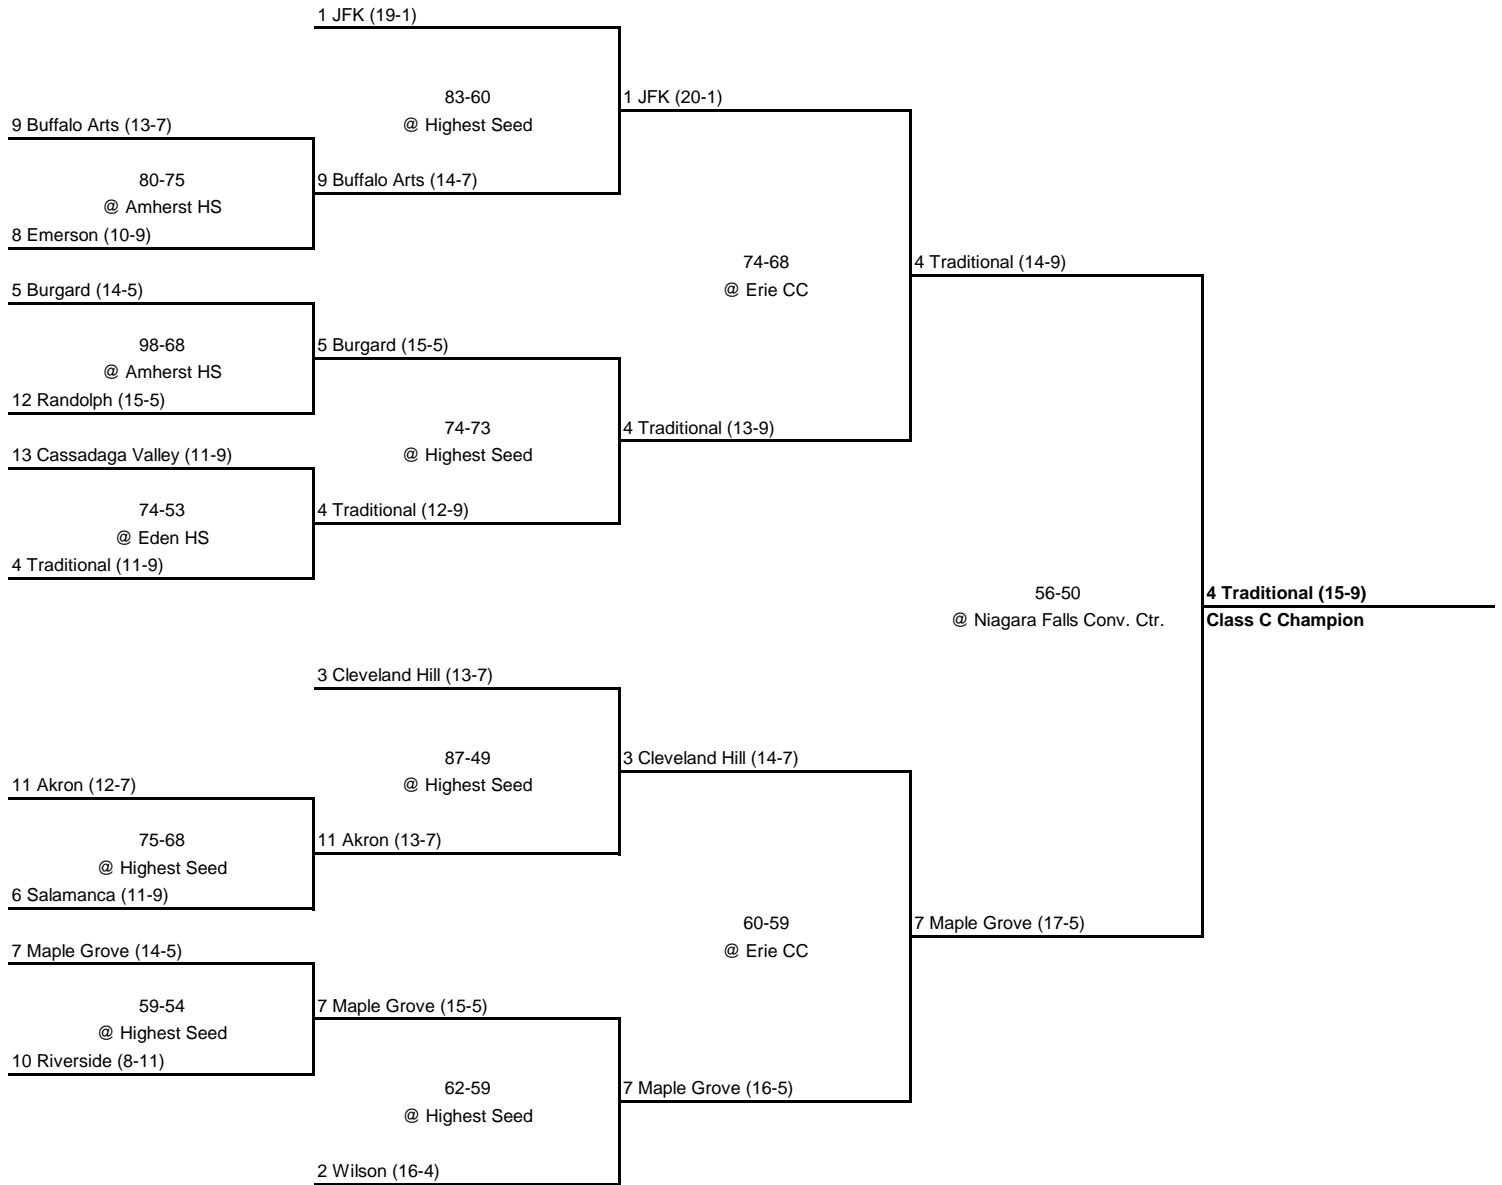 1 JFK (19-1)
83-60
@ Highest Seed
1 JFK (20-1)
9 Buffalo Arts (13-7)
80-75
@ Amherst HS
9 Buffalo Arts (14-7)
8 Emerson (10-9)
74-68
@ Erie CC
4 Traditional (14-9)
5 Burgard (14-5)
98-68
@ Amherst HS
5 Burgard (15-5)
12 Randolph (15-5)
74-73
@ Highest Seed
4 Traditional (13-9)
13 Cassadaga Valley (11-9)
74-53
@ Eden HS
4 Traditional (12-9)
4 Traditional (11-9)
56-50
@ Niagara Falls Conv. Ctr.
4 Traditional (15-9)
Class C Champion
3 Cleveland Hill (13-7)
87-49
@ Highest Seed
3 Cleveland Hill (14-7)
11 Akron (12-7)
75-68
@ Highest Seed
11 Akron (13-7)
6 Salamanca (11-9)
60-59
@ Erie CC
7 Maple Grove (17-5)
7 Maple Grove (14-5)
59-54
@ Highest Seed
7 Maple Grove (15-5)
10 Riverside (8-11)
62-59
@ Highest Seed
7 Maple Grove (16-5)
2 Wilson (16-4)